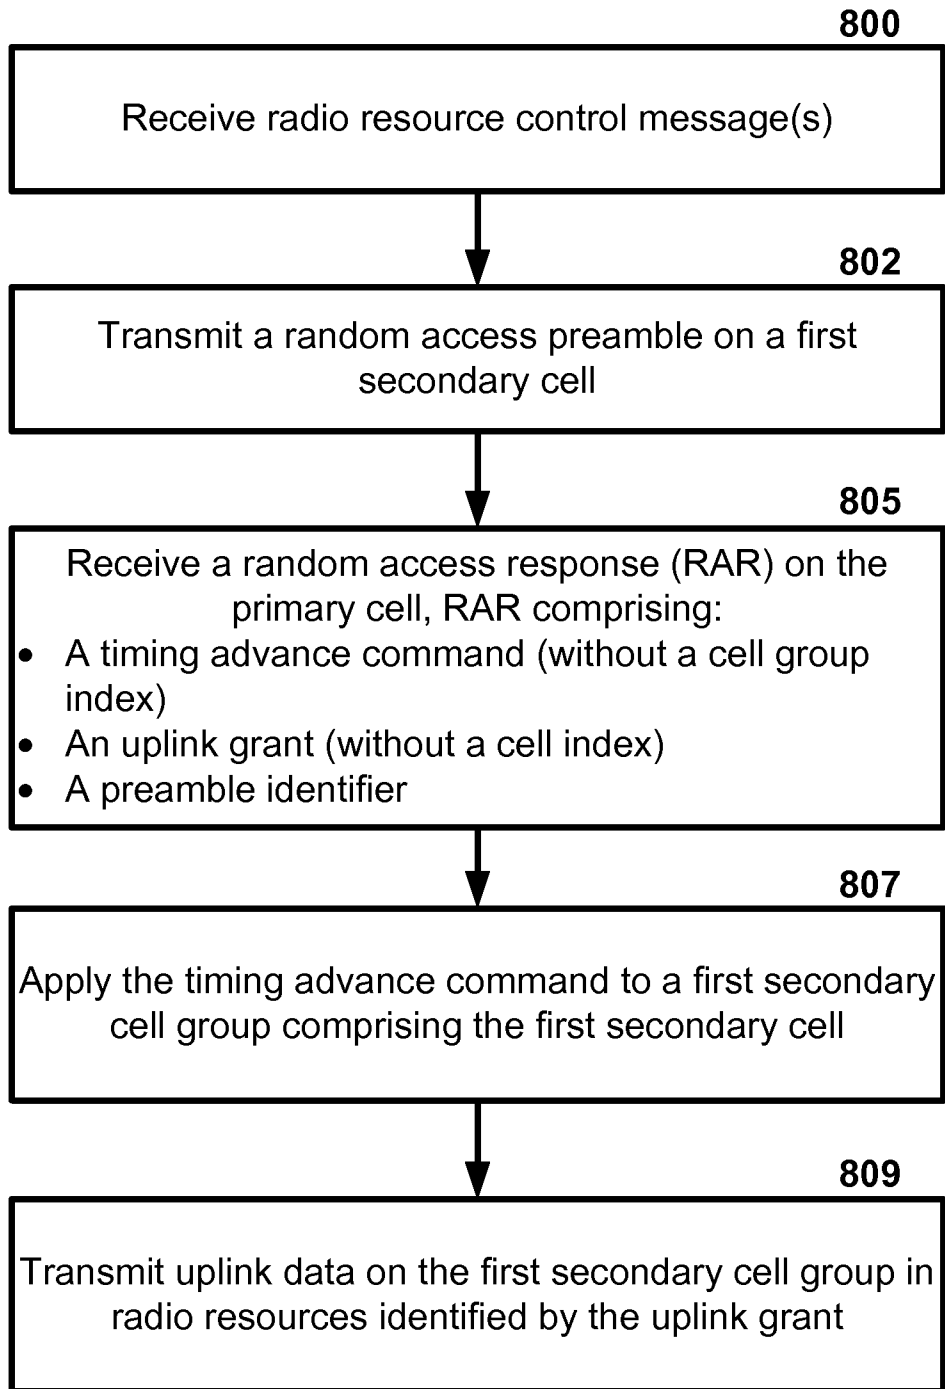 800
Receive radio resource control message(s)
802
Transmit a random access preamble on a first
secondary cell
805
Receive a random access response (RAR) on the
primary cell, RAR comprising:
• A timing advance command (without a cell group
index)
• An uplink grant (without a cell index)
• A preamble identifier
807
Apply the timing advance command to a first secondary
cell group comprising the first secondary cell
809
Transmit uplink data on the first secondary cell group in
radio resources identified by the uplink grant